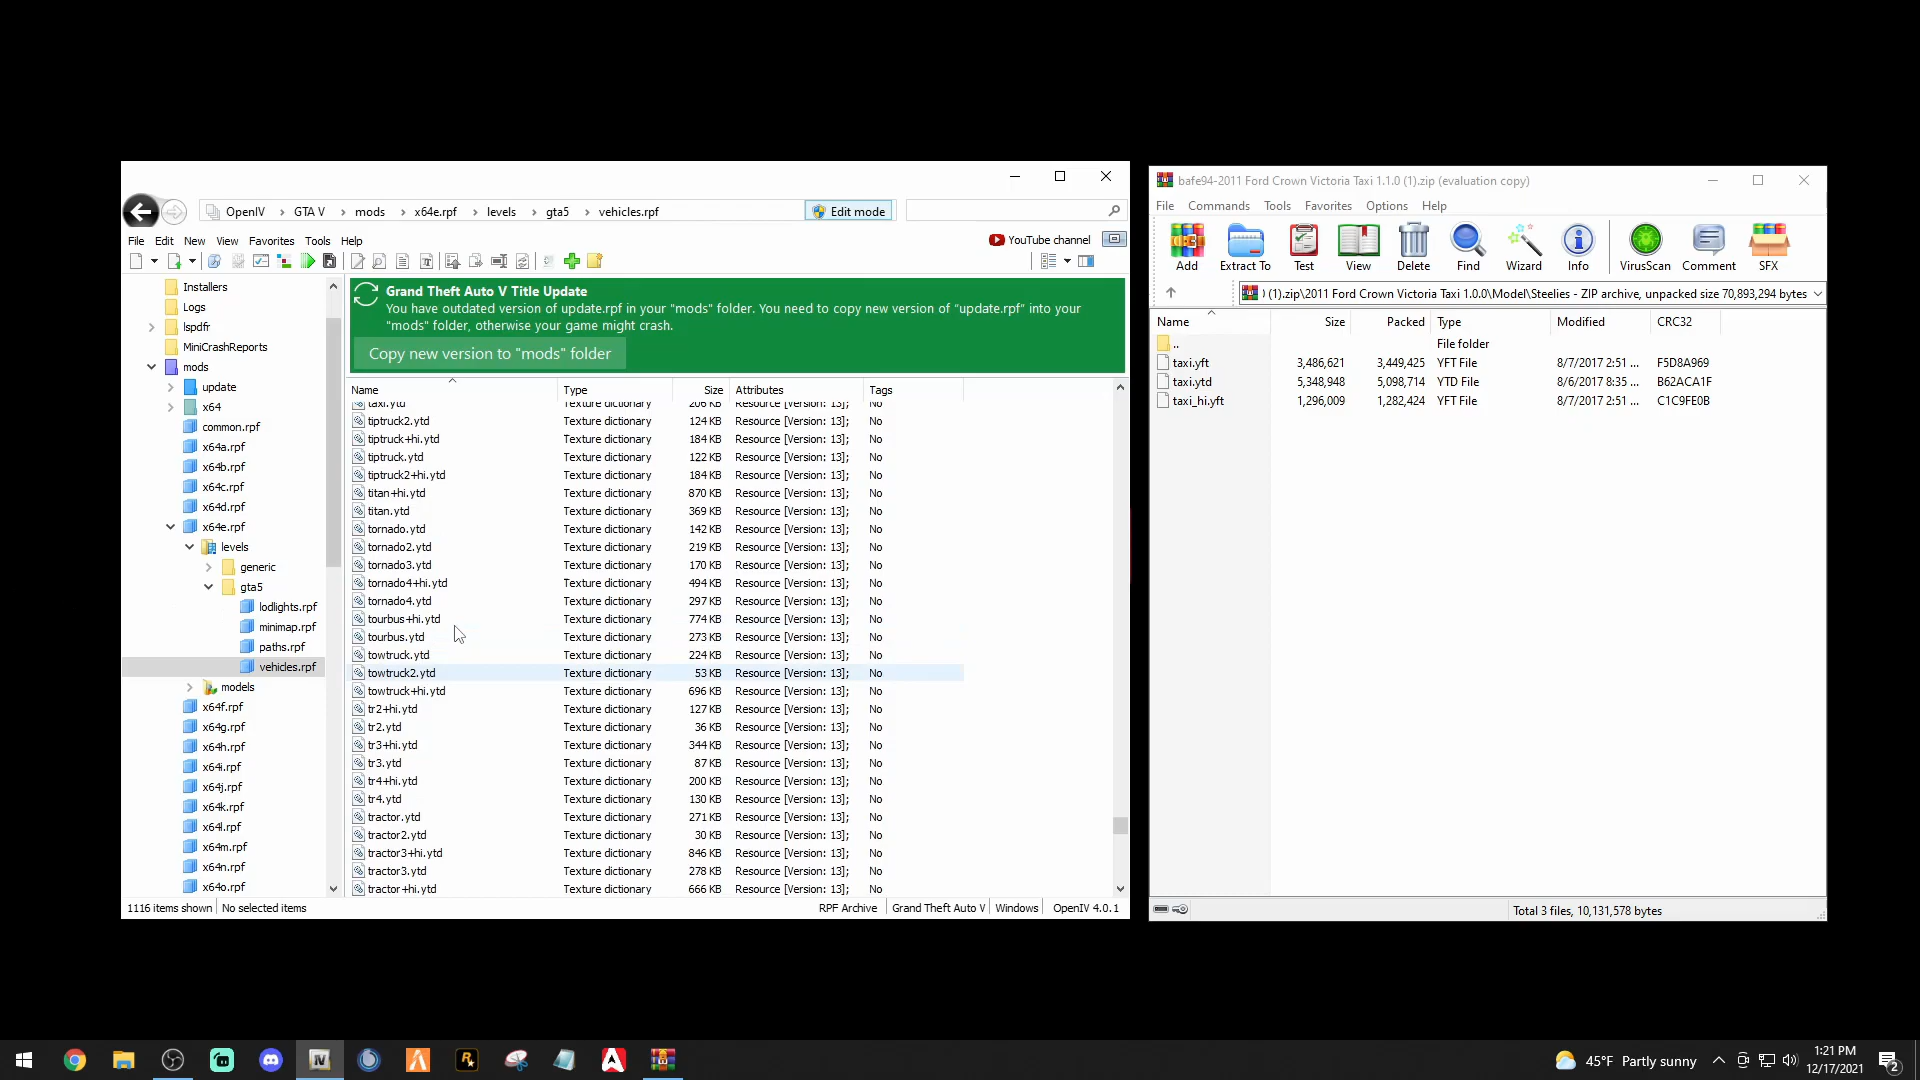 OpenIV › GTA V › mods › x64e.rpf › levels › gta5 › vehicles.rpf
Edit mode
File Edit New View Favorites Tools Help
YouTube channel
Installers
Logs
lspdfr
MiniCrashReports
mods
update
x64
common.rpf
x64a.rpf
x64b.rpf
x64c.rpf
x64d.rpf
x64e.rpf
levels
generic
gta5
lodlights.rpf
minimap.rpf
paths.rpf
vehicles.rpf
models
x64f.rpf
x64g.rpf
x64h.rpf
x64i.rpf
x64j.rpf
x64k.rpf
x64l.rpf
x64m.rpf
x64n.rpf
x64o.rpf
Grand Theft Auto V Title Update
You have outdated version of update.rpf in your "mods" folder. You need to copy new version of "update.rpf" into your
"mods" folder, otherwise your game might crash.
Copy new version to "mods" folder
Name Type Size Attributes Tags
taxi.ytd Texture dictionary 206 KB Resource [Version: 13]; No
tiptruck2.ytd Texture dictionary 124 KB Resource [Version: 13]; No
tiptruck+hi.ytd Texture dictionary 184 KB Resource [Version: 13]; No
tiptruck.ytd Texture dictionary 122 KB Resource [Version: 13]; No
tiptruck2+hi.ytd Texture dictionary 184 KB Resource [Version: 13]; No
titan+hi.ytd Texture dictionary 870 KB Resource [Version: 13]; No
titan.ytd Texture dictionary 369 KB Resource [Version: 13]; No
tornado.ytd Texture dictionary 142 KB Resource [Version: 13]; No
tornado2.ytd Texture dictionary 219 KB Resource [Version: 13]; No
tornado3.ytd Texture dictionary 170 KB Resource [Version: 13]; No
tornado4+hi.ytd Texture dictionary 494 KB Resource [Version: 13]; No
tornado4.ytd Texture dictionary 297 KB Resource [Version: 13]; No
tourbus+hi.ytd Texture dictionary 774 KB Resource [Version: 13]; No
tourbus.ytd Texture dictionary 273 KB Resource [Version: 13]; No
towtruck.ytd Texture dictionary 224 KB Resource [Version: 13]; No
towtruck2.ytd Texture dictionary 53 KB Resource [Version: 13]; No
towtruck+hi.ytd Texture dictionary 696 KB Resource [Version: 13]; No
tr2+hi.ytd Texture dictionary 127 KB Resource [Version: 13]; No
tr2.ytd Texture dictionary 36 KB Resource [Version: 13]; No
tr3+hi.ytd Texture dictionary 344 KB Resource [Version: 13]; No
tr3.ytd Texture dictionary 87 KB Resource [Version: 13]; No
tr4+hi.ytd Texture dictionary 200 KB Resource [Version: 13]; No
tr4.ytd Texture dictionary 130 KB Resource [Version: 13]; No
tractor.ytd Texture dictionary 271 KB Resource [Version: 13]; No
tractor2.ytd Texture dictionary 30 KB Resource [Version: 13]; No
tractor3+hi.ytd Texture dictionary 846 KB Resource [Version: 13]; No
tractor3.ytd Texture dictionary 278 KB Resource [Version: 13]; No
tractor+hi.ytd Texture dictionary 666 KB Resource [Version: 13]; No
1116 items shown No selected items RPF Archive Grand Theft Auto V Windows OpenIV 4.0.1
bafe94-2011 Ford Crown Victoria Taxi 1.1.0 (1).zip (evaluation copy)
File Commands Tools Favorites Options Help
Add Extract To Test View Delete Find Wizard Info VirusScan Comment SFX
(1).zip\2011 Ford Crown Victoria Taxi 1.0.0\Model\Steelies - ZIP archive, unpacked size 70,893,294 bytes
Name Size Packed Type Modified CRC32
.. File folder
taxi.yft 3,486,621 3,449,425 YFT File 8/7/2017 2:51 ... F5D8A969
taxi.ytd 5,348,948 5,098,714 YTD File 8/6/2017 8:35 ... B62ACA1F
taxi_hi.yft 1,296,009 1,282,424 YFT File 8/7/2017 2:51 ... C1C9FE0B
Total 3 files, 10,131,578 bytes
45°F Partly sunny
1:21 PM
12/17/2021
2